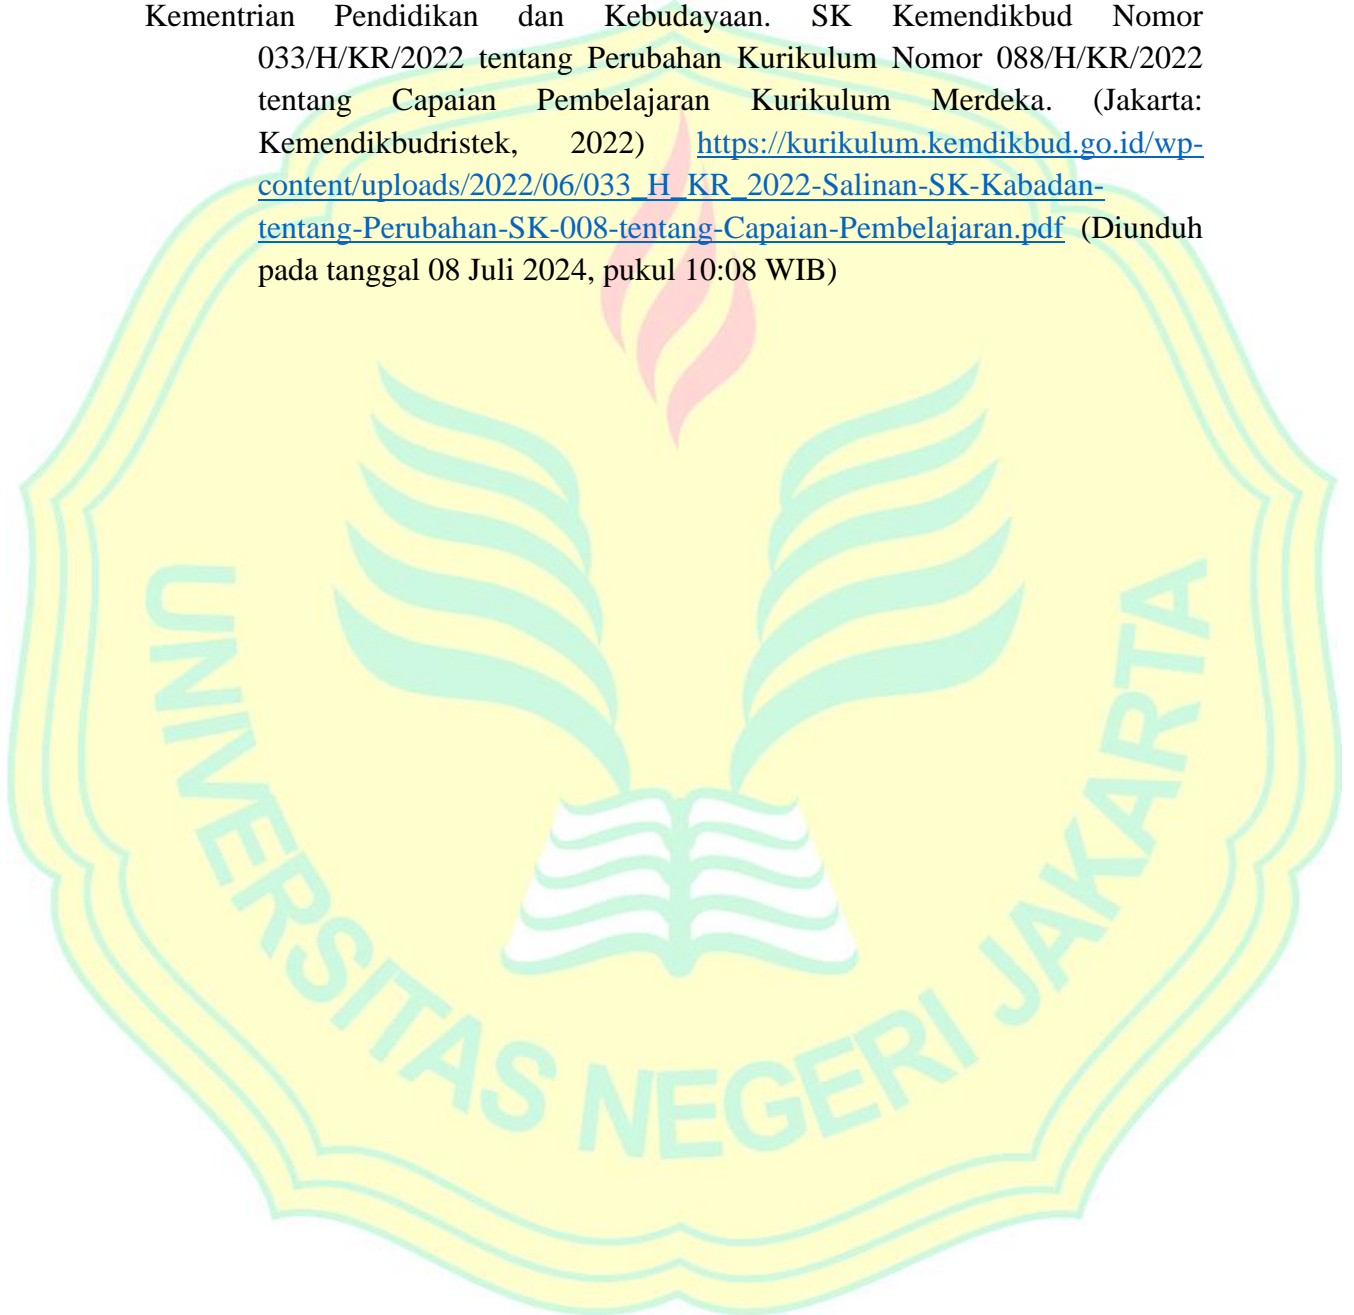 Kementrian Pendidikan dan Kebudayaan. SK Kemendikbud Nomor
033/H/KR/2022 tentang Perubahan Kurikulum Nomor 088/H/KR/2022
tentang Capaian Pembelajaran Kurikulum Merdeka. (Jakarta:
Kemendikbudristek, 2022) https://kurikulum.kemdikbud.go.id/wp-
content/uploads/2022/06/033_H_KR_2022-Salinan-SK-Kabadan-
tentang-Perubahan-SK-008-tentang-Capaian-Pembelajaran.pdf (Diunduh
pada tanggal 08 Juli 2024, pukul 10:08 WIB)
UNIVERSITAS NEGERI JAKARTA